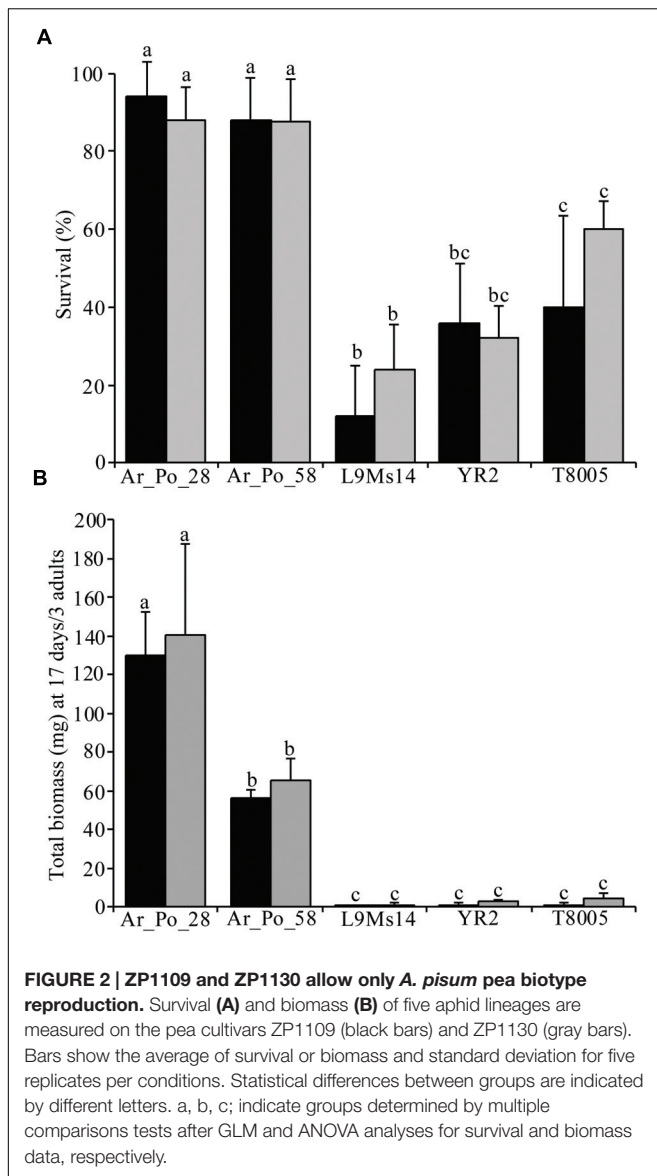 A
a a a a b b bc bc c c
Survival (%)
100
80
60
40
20
0
Ar_Po_28 Ar_Po_58 L9Ms14 YR2 T8005
B
a a b b c c c c c c
Total biomass (mg) at 17 days/3 adults
200
180
160
140
120
100
80
60
40
20
0
Ar_Po_28 Ar_Po_58 L9Ms14 YR2 T8005
FIGURE 2 | ZP1109 and ZP1130 allow only A. pisum pea biotype
reproduction. Survival (A) and biomass (B) of five aphid lineages are
measured on the pea cultivars ZP1109 (black bars) and ZP1130 (gray bars).
Bars show the average of survival or biomass and standard deviation for five
replicates per conditions. Statistical differences between groups are indicated
by different letters. a, b, c; indicate groups determined by multiple
comparisons tests after GLM and ANOVA analyses for survival and biomass
data, respectively.